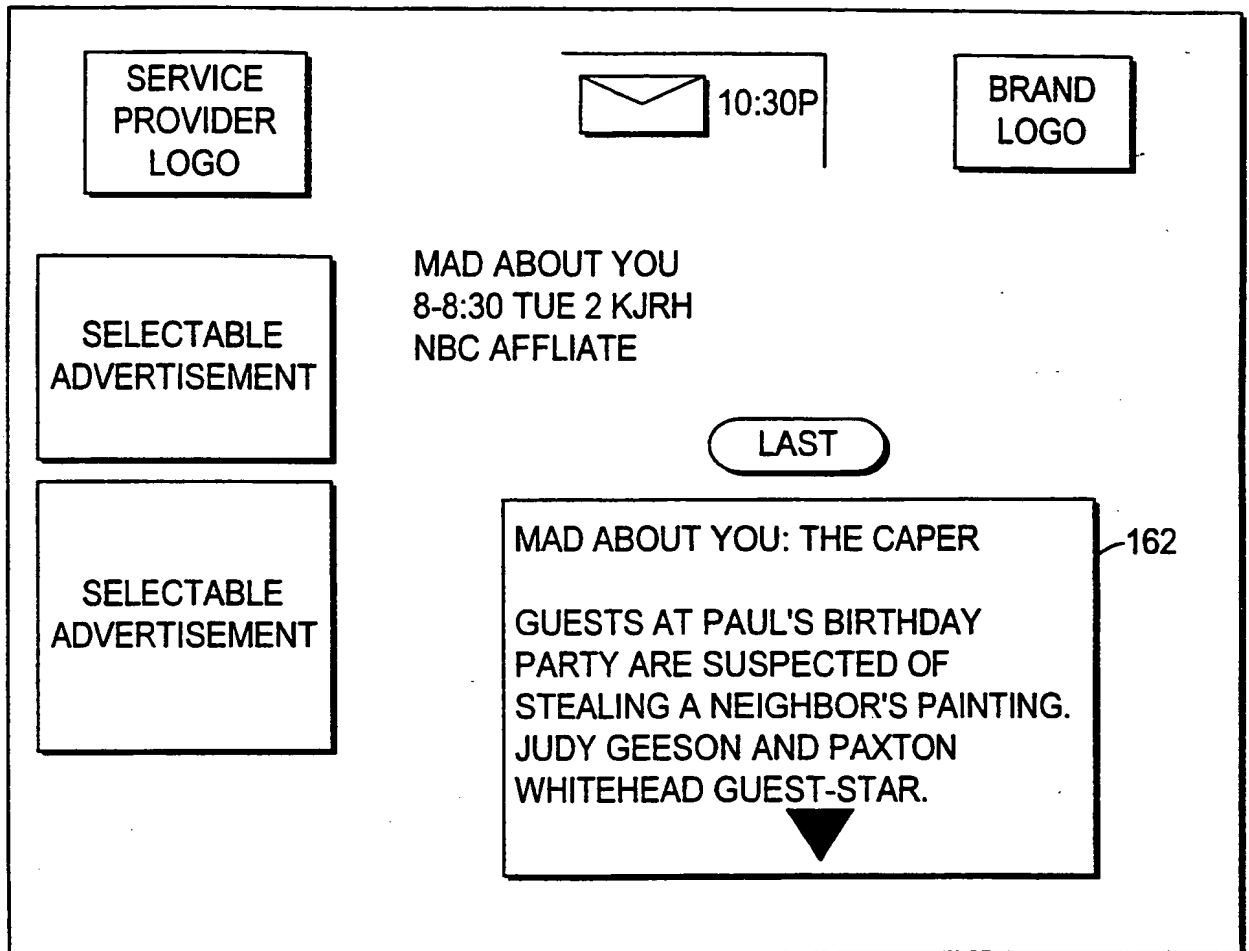 SERVICE
PROVIDER
LOGO
10:30P
BRAND
LOGO
SELECTABLE
ADVERTISEMENT
MAD ABOUT YOU
8-8:30 TUE 2 KJRH
NBC AFFLIATE
LAST
SELECTABLE
ADVERTISEMENT
MAD ABOUT YOU: THE CAPER
GUESTS AT PAUL'S BIRTHDAY
PARTY ARE SUSPECTED OF
STEALING A NEIGHBOR'S PAINTING.
JUDY GEESON AND PAXTON
WHITEHEAD GUEST-STAR.
162